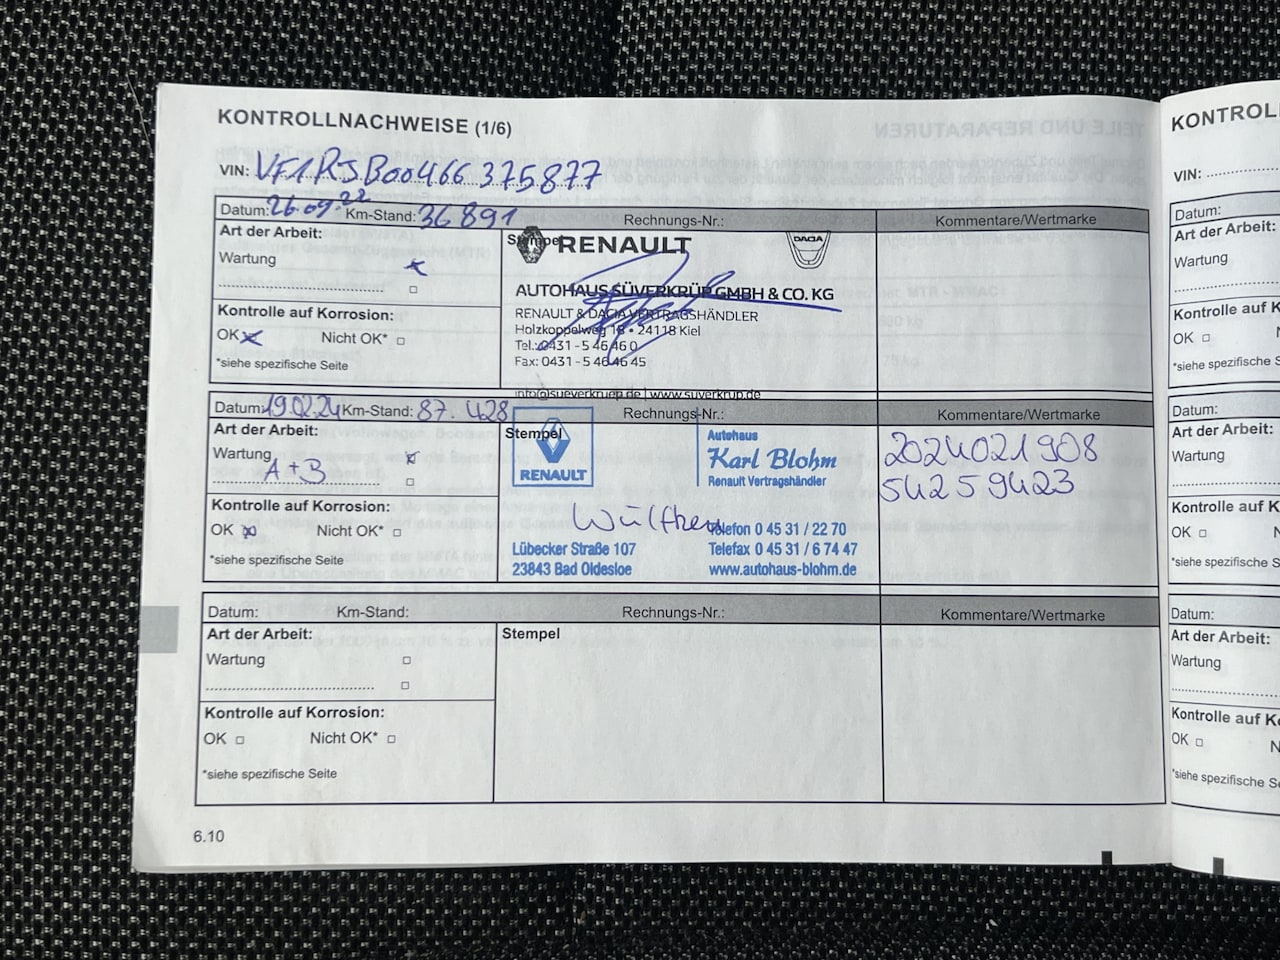 KONTROLLNACHWEISE (1/6)
VIN: VF1RJB00466375877
Datum: 26.09.22 Km-Stand: 36891 Rechnungs-Nr.: Kommentare/Wertmarke
Art der Arbeit:
Wartung
Kontrolle auf Korrosion:
OK Nicht OK*
*siehe spezifische Seite
Stempel
RENAULT
DACIA
AUTOHAUS SÜVERKRÜP GMBH & CO. KG
RENAULT & DACIA VERTRAGSHÄNDLER
Holzkoppelweg 18 • 24118 Kiel
Tel.: 0431 - 5 46 46 0
Fax: 0431 - 5 46 46 45
info@sueverkruep.de | www.suverkrup.de
Datum: 19.02.24 Km-Stand: 87.428 Rechnungs-Nr.: Kommentare/Wertmarke
Art der Arbeit:
Wartung
A+B
Kontrolle auf Korrosion:
OK Nicht OK*
*siehe spezifische Seite
Stempel
RENAULT
Autohaus
Karl Blohm
Renault Vertragshändler
Lübecker Straße 107
23843 Bad Oldesloe
Telefon 0 45 31 / 22 70
Telefax 0 45 31 / 6 74 47
www.autohaus-blohm.de
2024021908
54259423
Datum: Km-Stand: Rechnungs-Nr.: Kommentare/Wertmarke
Art der Arbeit:
Wartung
Kontrolle auf Korrosion:
OK Nicht OK*
*siehe spezifische Seite
Stempel
6.10
KONTROL
VIN:
Datum:
Art der Arbeit:
Wartung
Kontrolle auf K
OK N
*siehe spezifische S
Datum:
Art der Arbeit:
Wartung
Kontrolle auf K
OK N
*siehe spezifische S
Datum:
Art der Arbeit:
Wartung
Kontrolle auf K
OK N
*siehe spezifische Se